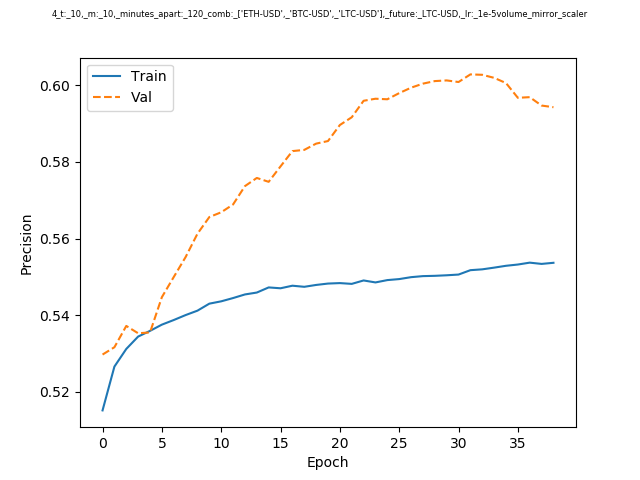 4_t:_10,_m:_10,_minutes_apart:_120_comb:_['ETH-USD',_'BTC-USD',_'LTC-USD'],_future:_LTC-USD,_lr:_1e-5volume_mirror_scaler
Train
Val
0.60
0.58
0.56
0.54
0.52
Precision
0 5 10 15 20 25 30 35
Epoch